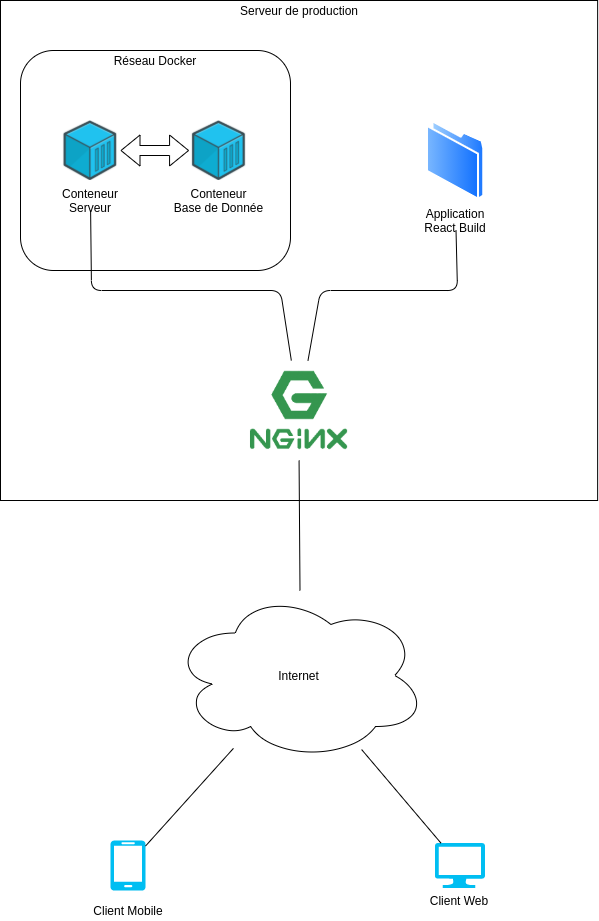 Serveur de production
Réseau Docker
Conteneur
Serveur
Conteneur
Base de Donnée
Application
React Build
NGINX
Internet
Client Mobile
Client Web